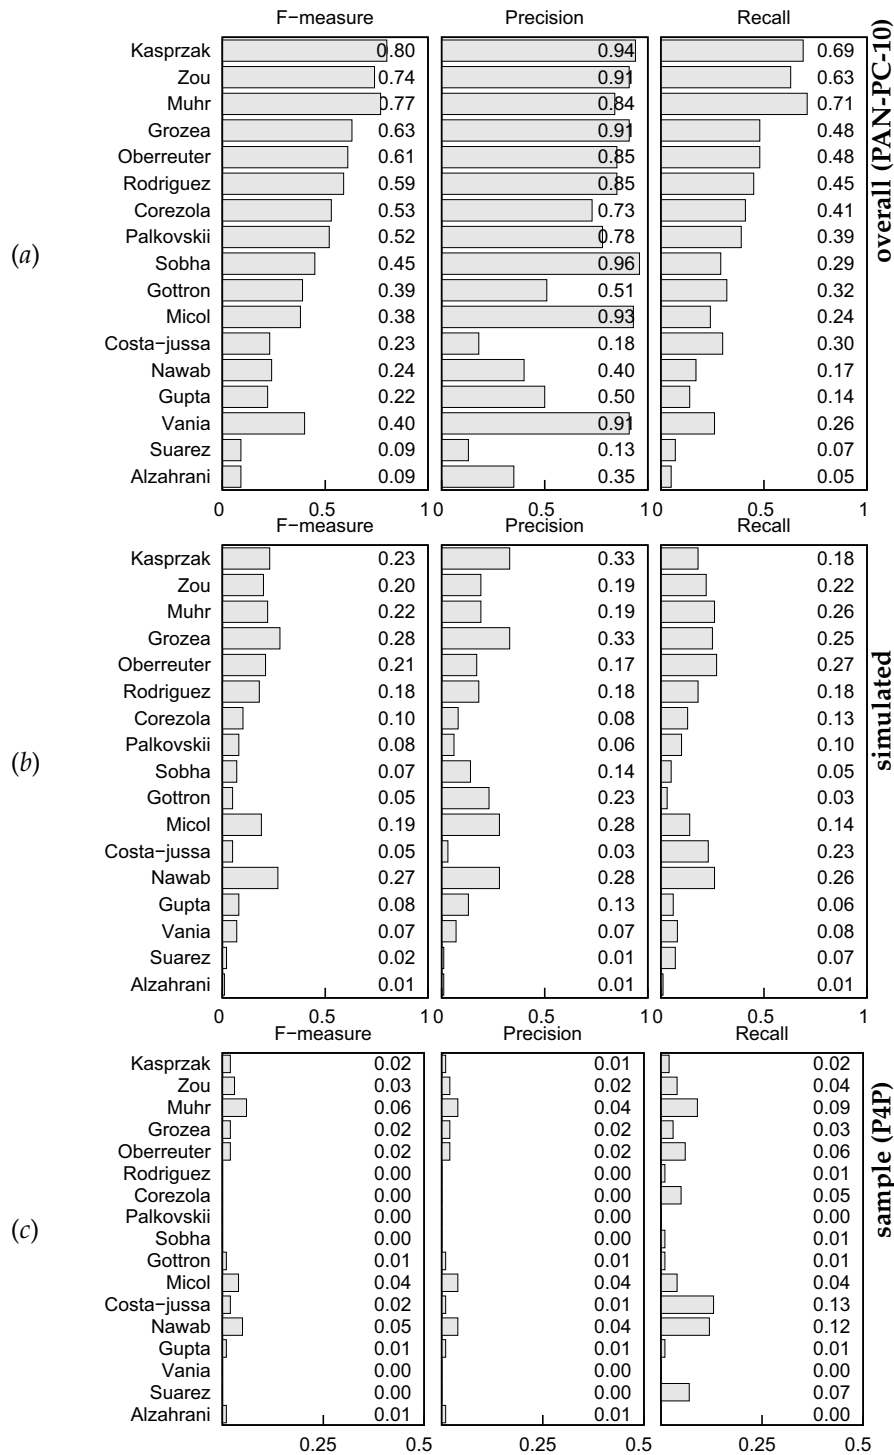 F−measure Precision Recall
Kasprzak 0.80 0.94 0.69
Zou 0.74 0.91 0.63
Muhr 0.77 0.84 0.71
Grozea 0.63 0.91 0.48
Oberreuter 0.61 0.85 0.48
Rodriguez 0.59 0.85 0.45
Corezola 0.53 0.73 0.41
Palkovskii 0.52 0.78 0.39
Sobha 0.45 0.96 0.29
Gottron 0.39 0.51 0.32
Micol 0.38 0.93 0.24
Costa−jussa 0.23 0.18 0.30
Nawab 0.24 0.40 0.17
Gupta 0.22 0.50 0.14
Vania 0.40 0.91 0.26
Suarez 0.09 0.13 0.07
Alzahrani 0.09 0.35 0.05
0 0.5 1 0 0.5 1 0 0.5 1
(a)
overall (PAN-PC-10)
F−measure Precision Recall
Kasprzak 0.23 0.33 0.18
Zou 0.20 0.19 0.22
Muhr 0.22 0.19 0.26
Grozea 0.28 0.33 0.25
Oberreuter 0.21 0.17 0.27
Rodriguez 0.18 0.18 0.18
Corezola 0.10 0.08 0.13
Palkovskii 0.08 0.06 0.10
Sobha 0.07 0.14 0.05
Gottron 0.05 0.23 0.03
Micol 0.19 0.28 0.14
Costa−jussa 0.05 0.03 0.23
Nawab 0.27 0.28 0.26
Gupta 0.08 0.13 0.06
Vania 0.07 0.07 0.08
Suarez 0.02 0.01 0.07
Alzahrani 0.01 0.01 0.01
0 0.5 1 0 0.5 1 0 0.5 1
(b)
simulated
F−measure Precision Recall
Kasprzak 0.02 0.01 0.02
Zou 0.03 0.02 0.04
Muhr 0.06 0.04 0.09
Grozea 0.02 0.02 0.03
Oberreuter 0.02 0.02 0.06
Rodriguez 0.00 0.00 0.01
Corezola 0.00 0.00 0.05
Palkovskii 0.00 0.00 0.00
Sobha 0.00 0.00 0.01
Gottron 0.01 0.01 0.01
Micol 0.04 0.04 0.04
Costa−jussa 0.02 0.01 0.13
Nawab 0.05 0.04 0.12
Gupta 0.01 0.01 0.01
Vania 0.00 0.00 0.00
Suarez 0.00 0.00 0.07
Alzahrani 0.01 0.01 0.00
0.25 0.5 0.25 0.5 0.25 0.5
(c)
sample (P4P)